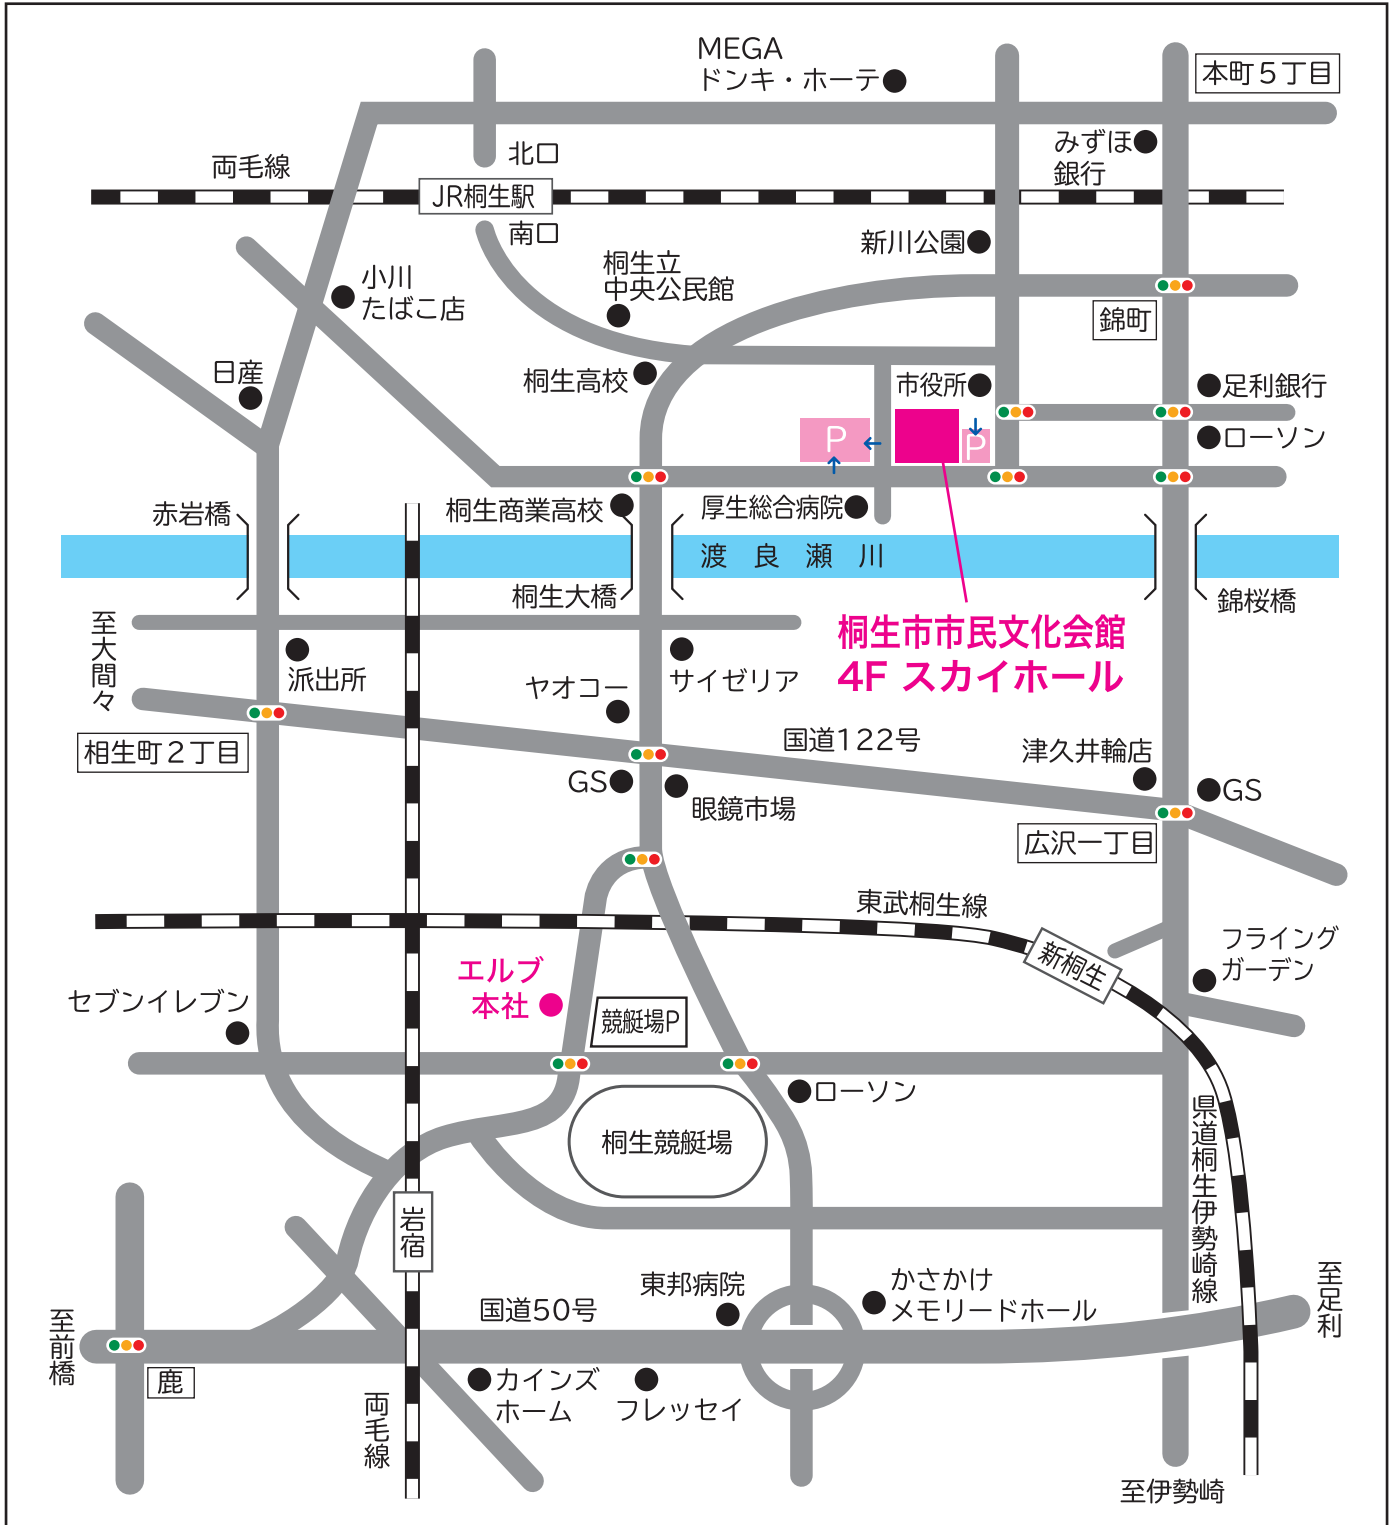 MEGA
ドンキ・ホーテ
本町5丁目
みずほ
銀行
両毛線
北口
JR桐生駅
南口
新川公園
桐生立
中央公民館
小川
たばこ店
錦町
日産
桐生高校
市役所
足利銀行
P
P
ローソン
赤岩橋
桐生商業高校
厚生総合病院
渡良瀬川
桐生大橋
錦桜橋
至大間々
桐生市市民文化会館
4F スカイホール
派出所
サイゼリア
ヤオコー
相生町2丁目
国道122号
津久井輪店
GS
眼鏡市場
GS
広沢一丁目
東武桐生線
新桐生
フライング
ガーデン
エルブ
本社
セブンイレブン
競艇場P
ローソン
桐生競艇場
県道桐生伊勢崎線
岩宿
東邦病院
かさかけ
メモリードホール
国道50号
至足利
至前橋
鹿
カインズ
ホーム
フレッセイ
両毛線
至伊勢崎